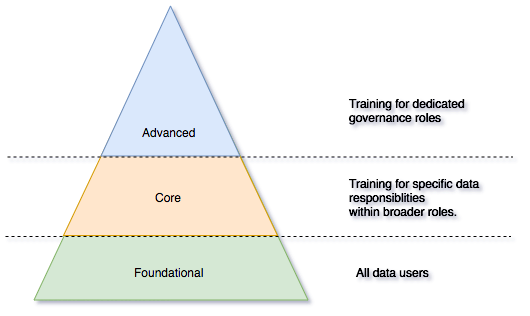 Training for dedicated
governance roles
Advanced
Training for specific data
responsiblities
within broader roles.
Core
Foundational
All data users